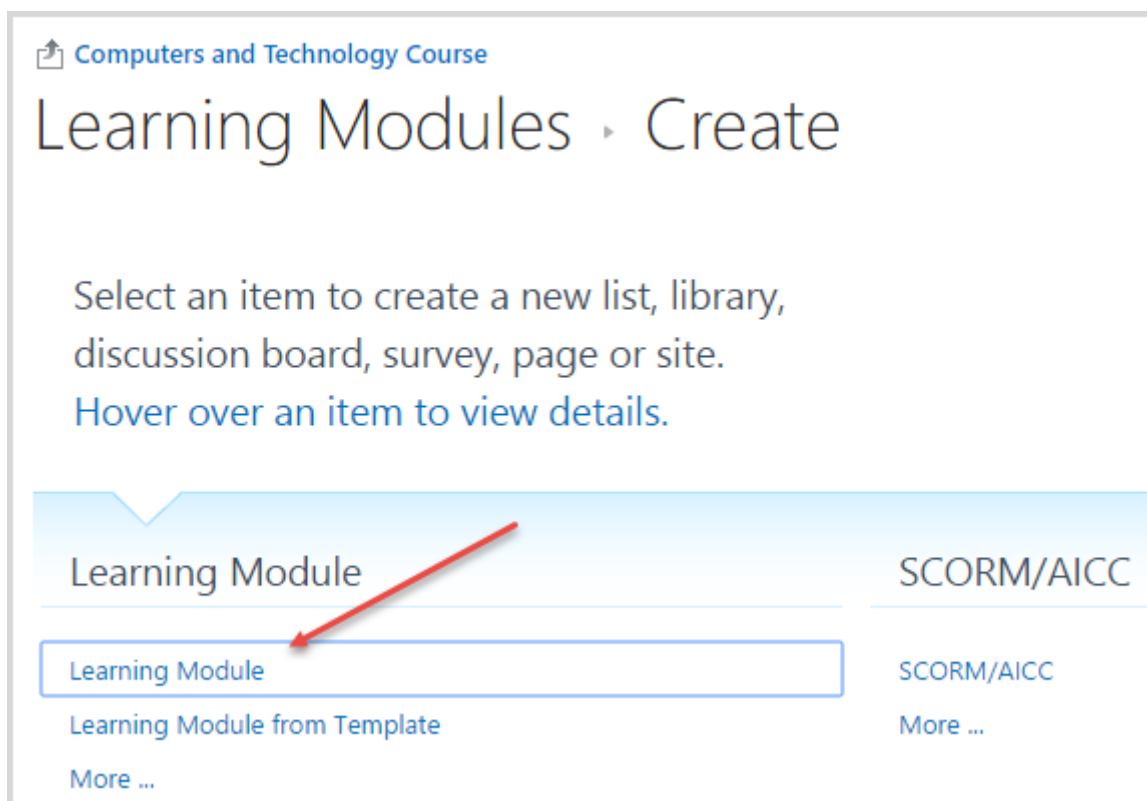 Computers and Technology Course
Learning Modules ▸ Create
Select an item to create a new list, library,
discussion board, survey, page or site.
Hover over an item to view details.
Learning Module
SCORM/AICC
Learning Module
SCORM/AICC
Learning Module from Template
More ...
More ...